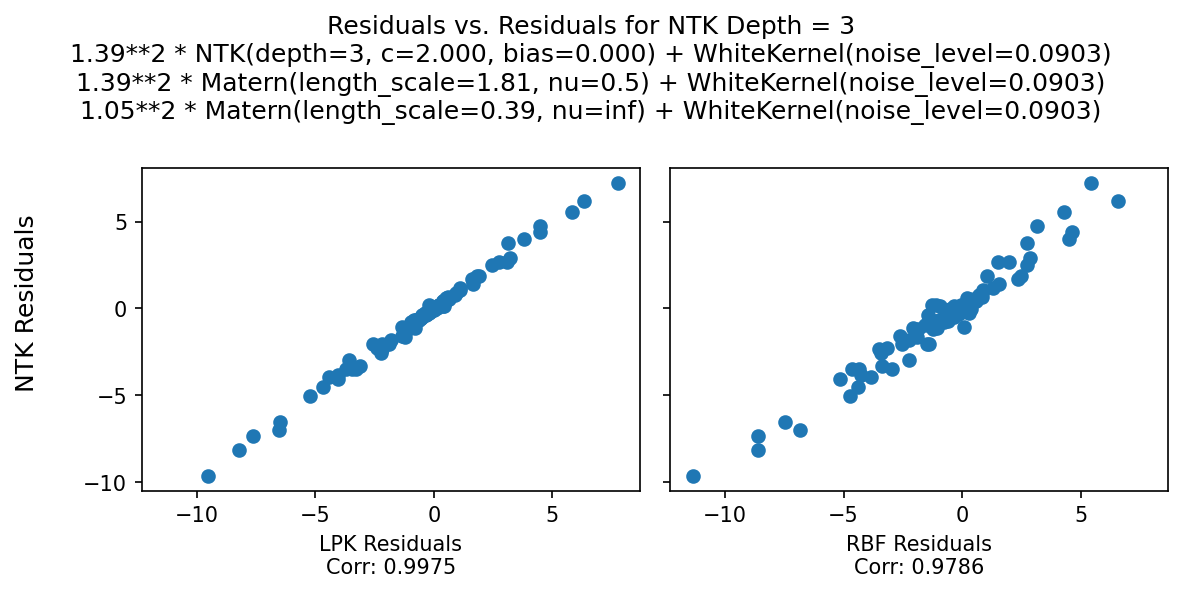 Residuals vs. Residuals for NTK Depth = 3
1.39**2 * NTK(depth=3, c=2.000, bias=0.000) + WhiteKernel(noise_level=0.0903)
1.39**2 * Matern(length_scale=1.81, nu=0.5) + WhiteKernel(noise_level=0.0903)
1.05**2 * Matern(length_scale=0.39, nu=inf) + WhiteKernel(noise_level=0.0903)
NTK Residuals
5
0
−5
−10
−10 −5 0 5
LPK Residuals
Corr: 0.9975
−10 −5 0 5
RBF Residuals
Corr: 0.9786